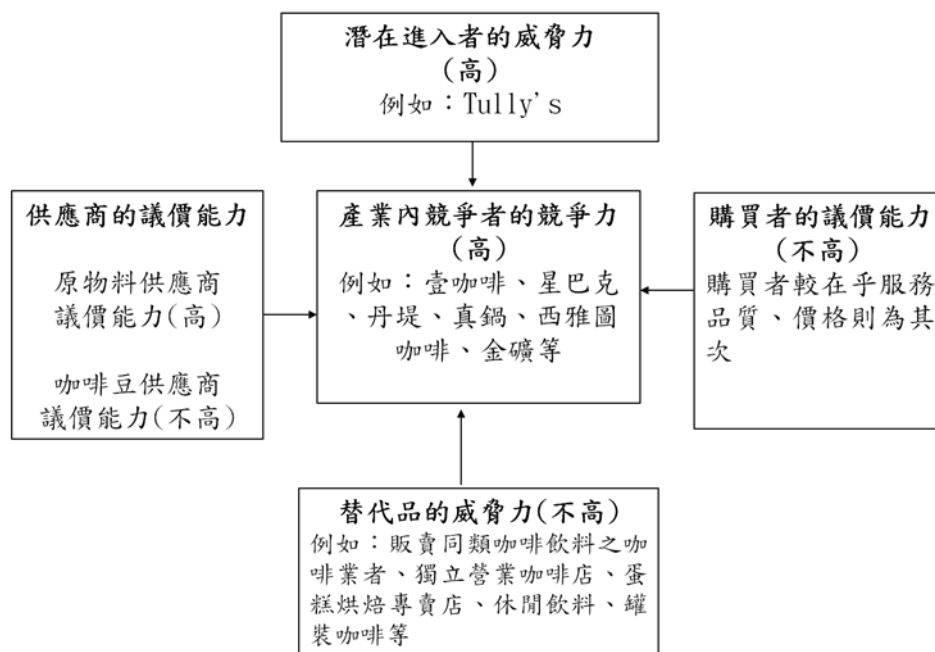 潛在進入者的威脅力
(高)
例如：Tully's
供應商的議價能力
原物料供應商
議價能力(高)
咖啡豆供應商
議價能力(不高)
產業內競爭者的競爭力
(高)
例如：壹咖啡、星巴克
、丹堤、真鍋、西雅圖
咖啡、金礦等
購買者的議價能力
(不高)
購買者較在乎服務
品質、價格則為其
次
替代品的威脅力(不高)
例如：販賣同類咖啡飲料之咖
啡業者、獨立營業咖啡店、蛋
糕烘焙專賣店、休閒飲料、罐
裝咖啡等